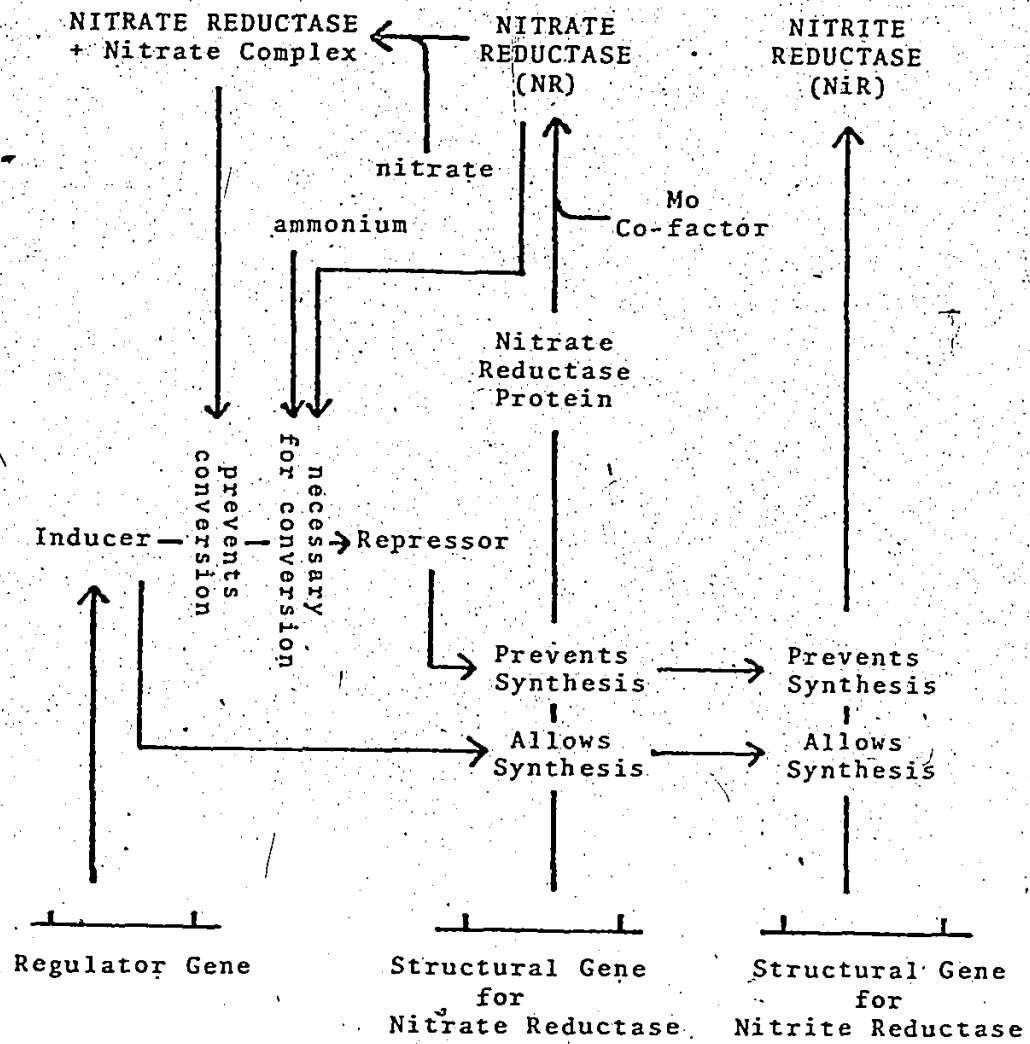 NITRATE REDUCTASE
+ Nitrate Complex
NITRATE
REDUCTASE
(NR)
NITRITE
REDUCTASE
(NiR)
nitrate
ammonium
Mo
Co-factor
Nitrate
Reductase
Protein
prevents
conversion
necessary
for conversion
Inducer
Repressor
Prevents
Synthesis
Prevents
Synthesis
Allows
Synthesis
Allows
Synthesis
Regulator Gene
Structural Gene
for
Nitrate Reductase
Structural Gene
for
Nitrite Reductase